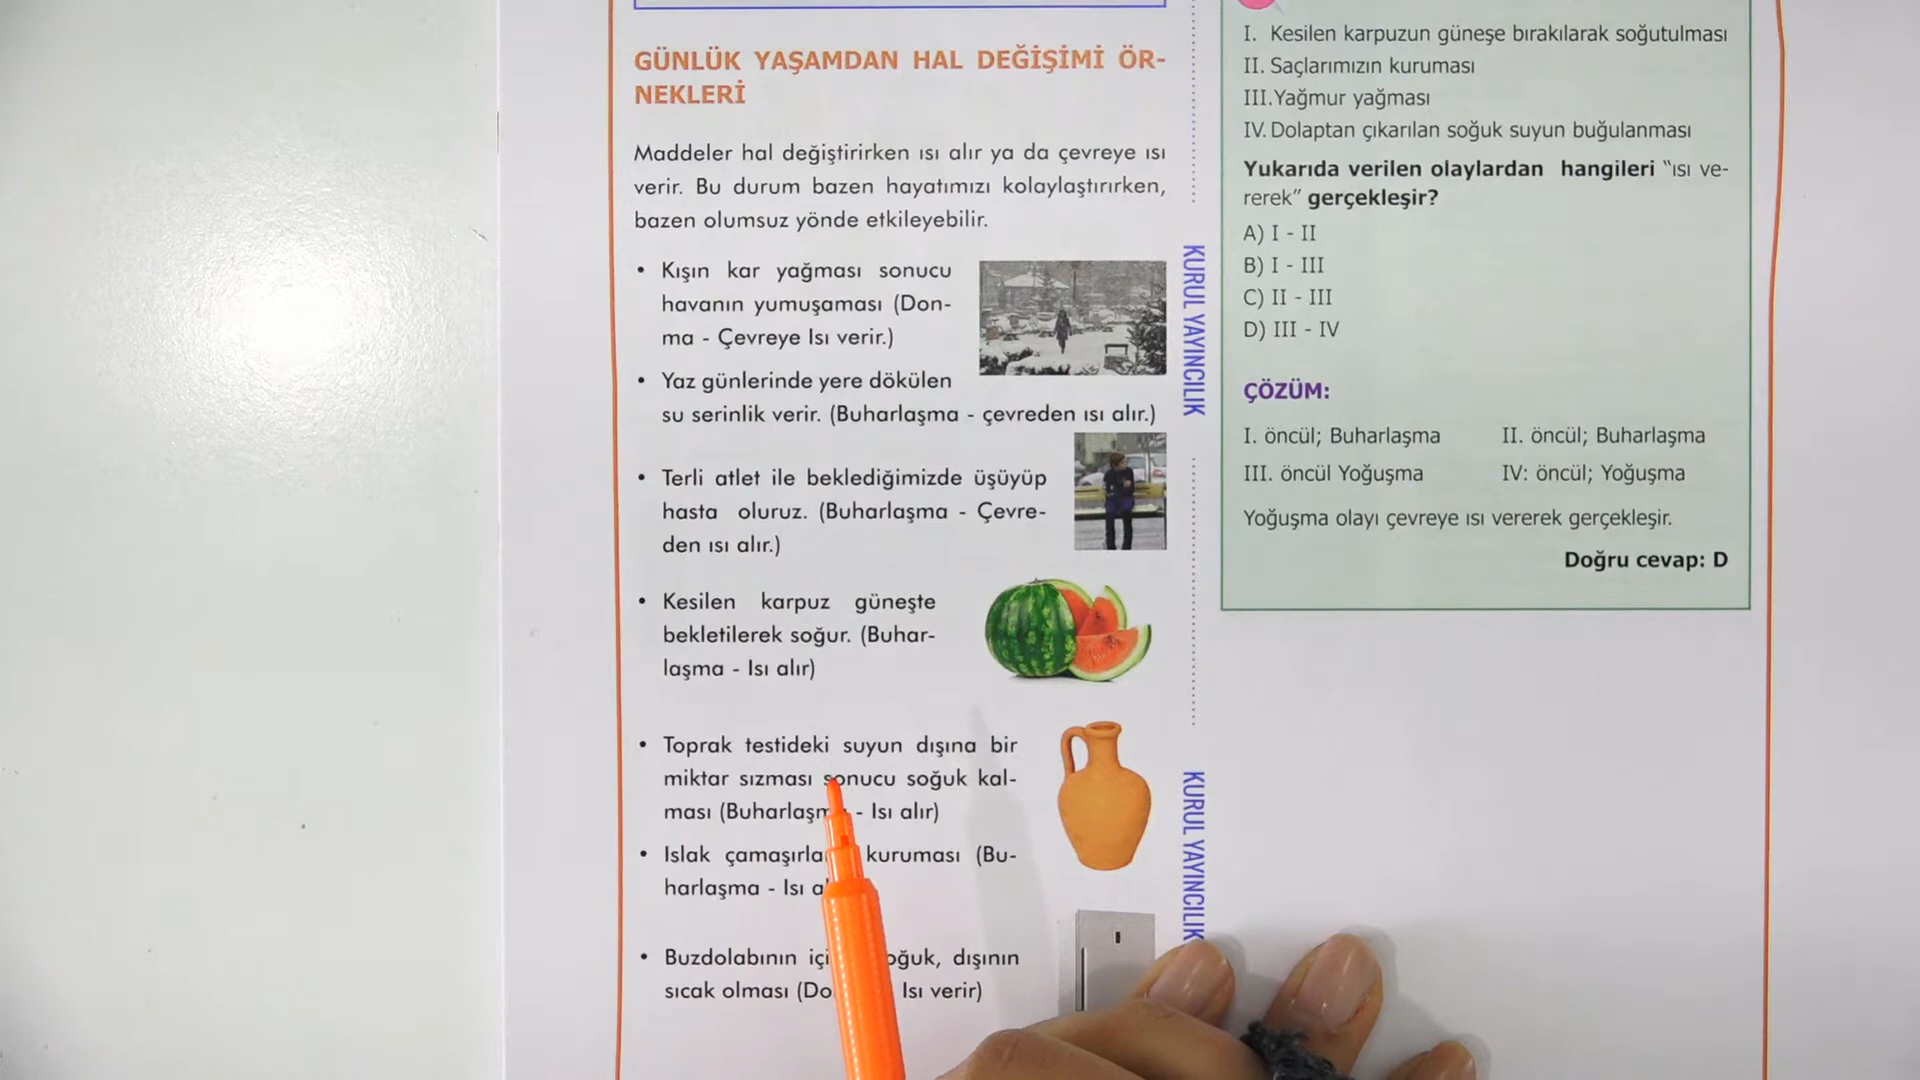 GÜNLÜK YAŞAMDAN HAL DEĞİŞİMİ ÖR-
NEKLERİ
Maddeler hal değiştirirken ısı alır ya da çevreye ısı
verir. Bu durum bazen hayatımızı kolaylaştırırken,
bazen olumsuz yönde etkileyebilir.
• Kışın kar yağması sonucu
havanın yumuşaması (Don-
ma - Çevreye Isı verir.)
• Yaz günlerinde yere dökülen
su serinlik verir. (Buharlaşma - çevreden ısı alır.)
• Terli atlet ile beklediğimizde üşüyüp
hasta oluruz. (Buharlaşma - Çevre-
den ısı alır.)
• Kesilen karpuz güneşte
bekletilerek soğur. (Buhar-
laşma - Isı alır)
• Toprak testideki suyun dışına bir
miktar sızması sonucu soğuk kal-
ması (Buharlaşma - Isı alır)
• Islak kuruması (Bu-
harlaşma - Isı
• Buzdolabının dışının
sıcak olması Isı verir)
KURUL YAYINCILIK
KURUL YAYINCILIK
I. Kesilen karpuzun güneşe bırakılarak soğutulması
II. Saçlarımızın kuruması
III. Yağmur yağması
IV. Dolaptan çıkarılan soğuk suyun buğulanması
Yukarıda verilen olaylardan hangileri “ısı ve-
rerek” gerçekleşir?
A) I - II
B) I - III
C) II - III
D) III - IV
ÇÖZÜM:
I. öncül; Buharlaşma II. öncül; Buharlaşma
III. öncül Yoğuşma IV: öncül; Yoğuşma
Yoğuşma olayı çevreye ısı vererek gerçekleşir.
Doğru cevap: D